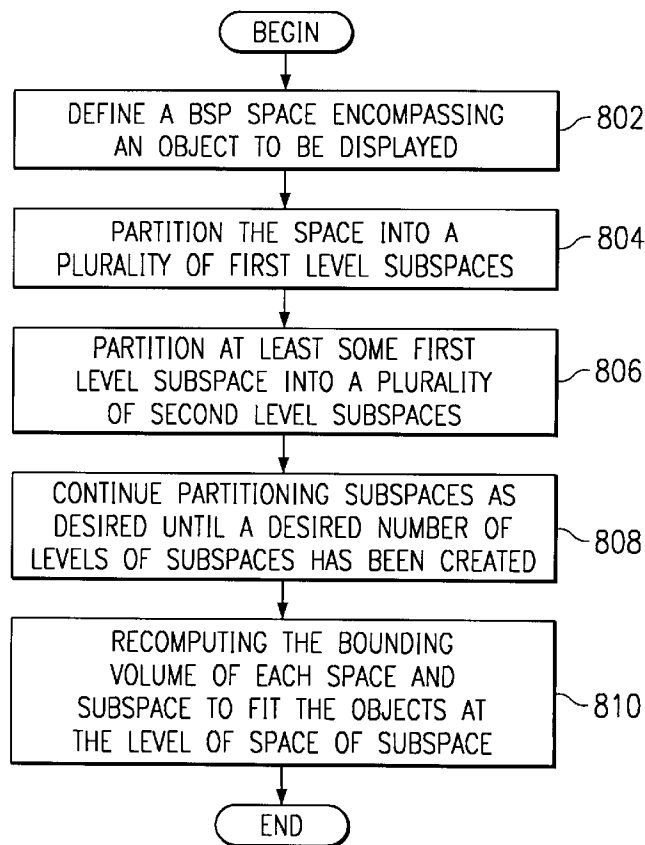 BEGIN
DEFINE A BSP SPACE ENCOMPASSING
AN OBJECT TO BE DISPLAYED
802
PARTITION THE SPACE INTO A
PLURALITY OF FIRST LEVEL SUBSPACES
804
PARTITION AT LEAST SOME FIRST
LEVEL SUBSPACE INTO A PLURALITY
OF SECOND LEVEL SUBSPACES
806
CONTINUE PARTITIONING SUBSPACES AS
DESIRED UNTIL A DESIRED NUMBER OF
LEVELS OF SUBSPACES HAS BEEN CREATED
808
RECOMPUTING THE BOUNDING
VOLUME OF EACH SPACE AND
SUBSPACE TO FIT THE OBJECTS AT
THE LEVEL OF SPACE OF SUBSPACE
810
END